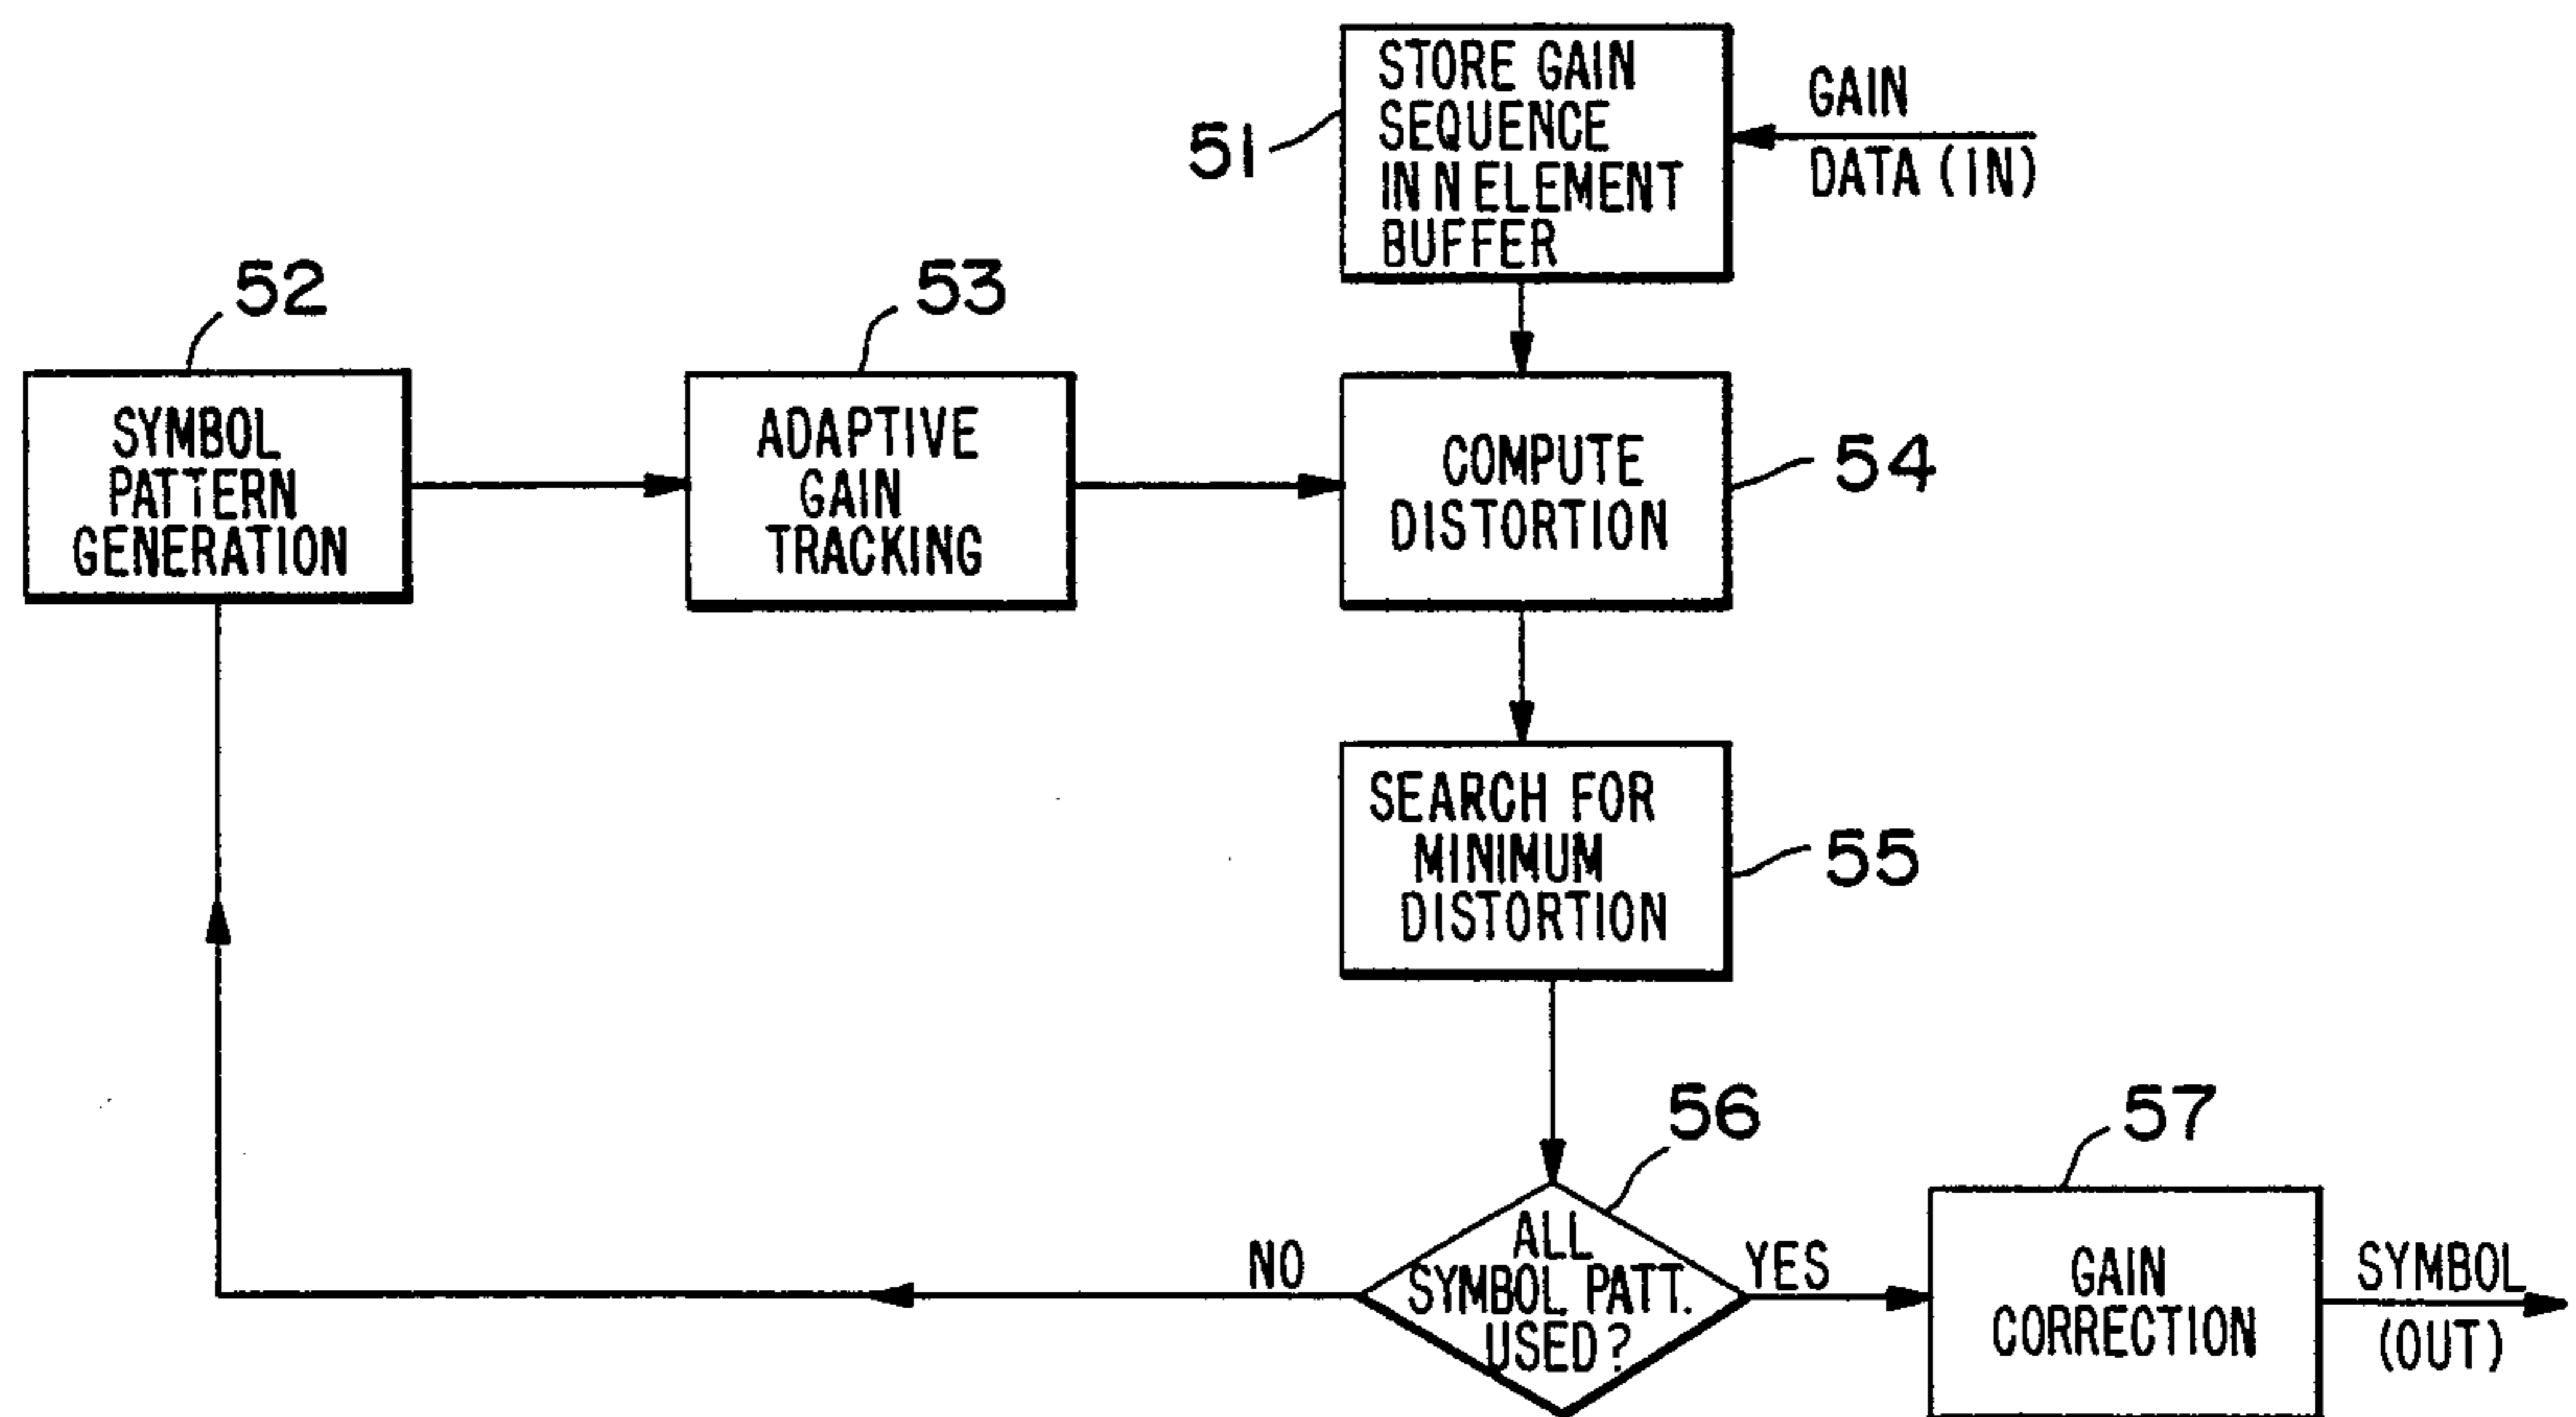 51
STORE GAIN
SEQUENCE
IN N ELEMENT
BUFFER
GAIN
DATA (IN)
52
SYMBOL
PATTERN
GENERATION
53
ADAPTIVE
GAIN
TRACKING
COMPUTE
DISTORTION
54
SEARCH FOR
MINIMUM
DISTORTION
55
56
ALL
SYMBOL PATT.
USED?
NO
YES
57
GAIN
CORRECTION
SYMBOL
(OUT)